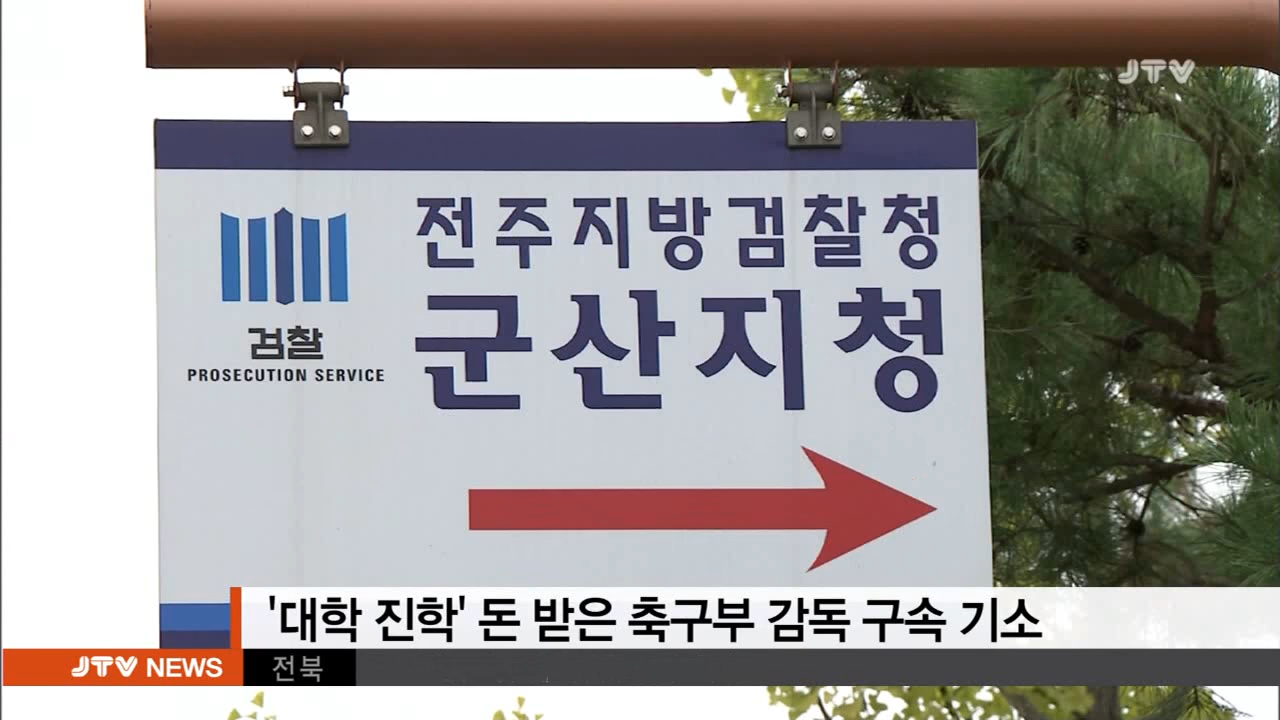 JTV
전주지방검찰청
군산지청
검찰
PROSECUTION SERVICE
'대학 진학' 돈 받은 축구부 감독 구속 기소
JTV NEWS
전북